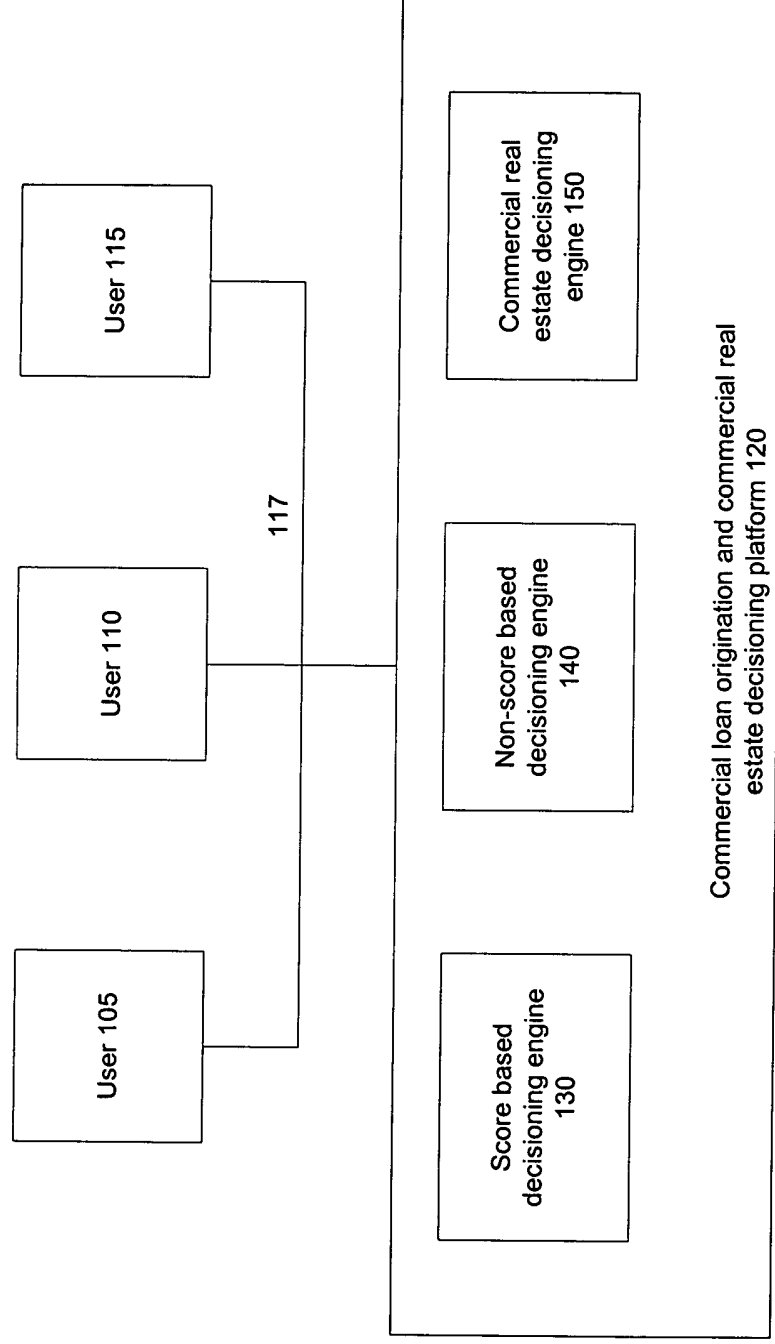 User 105
User 110
User 115
117
Score based
decisioning engine
130
Non-score based
decisioning engine
140
Commercial real
estate decisioning
engine 150
Commercial loan origination and commercial real
estate decisioning platform 120